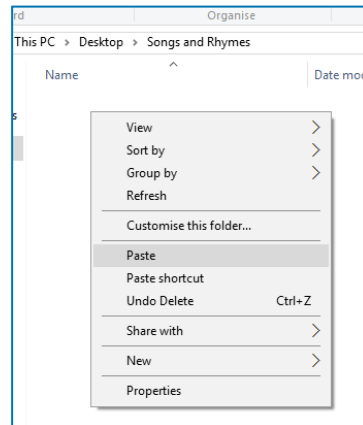 rd Organise
This PC > Desktop > Songs and Rhymes
Name Date mod
s
View
Sort by
Group by
Refresh
Customise this folder...
Paste
Paste shortcut
Undo Delete Ctrl+Z
Share with
New
Properties